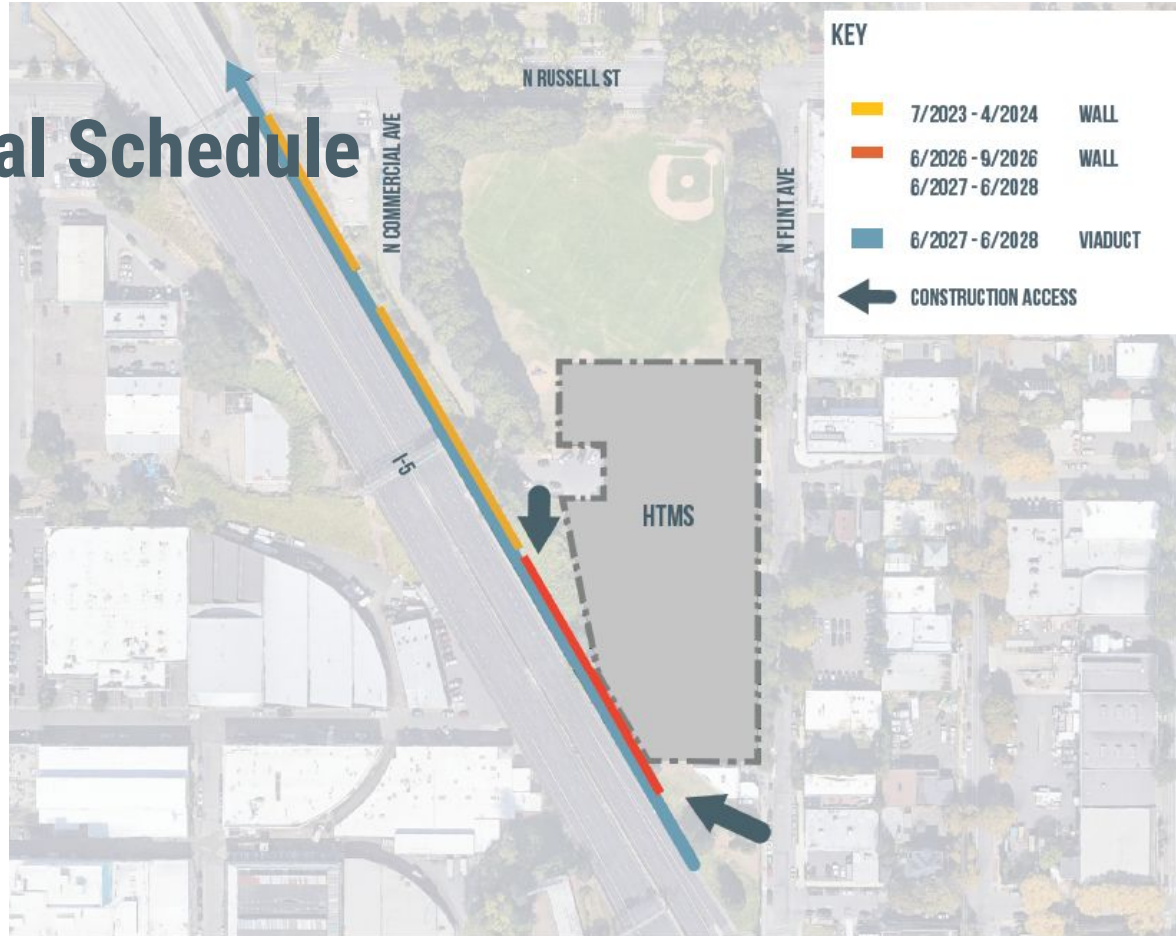 al Schedule
N RUSSELL ST
N COMMERCIAL AVE
N FLINT AVE
I-5
HTMS
KEY
7/2023 - 4/2024 WALL
6/2026 - 9/2026 WALL
6/2027 - 6/2028
6/2027 - 6/2028 VIADUCT
CONSTRUCTION ACCESS